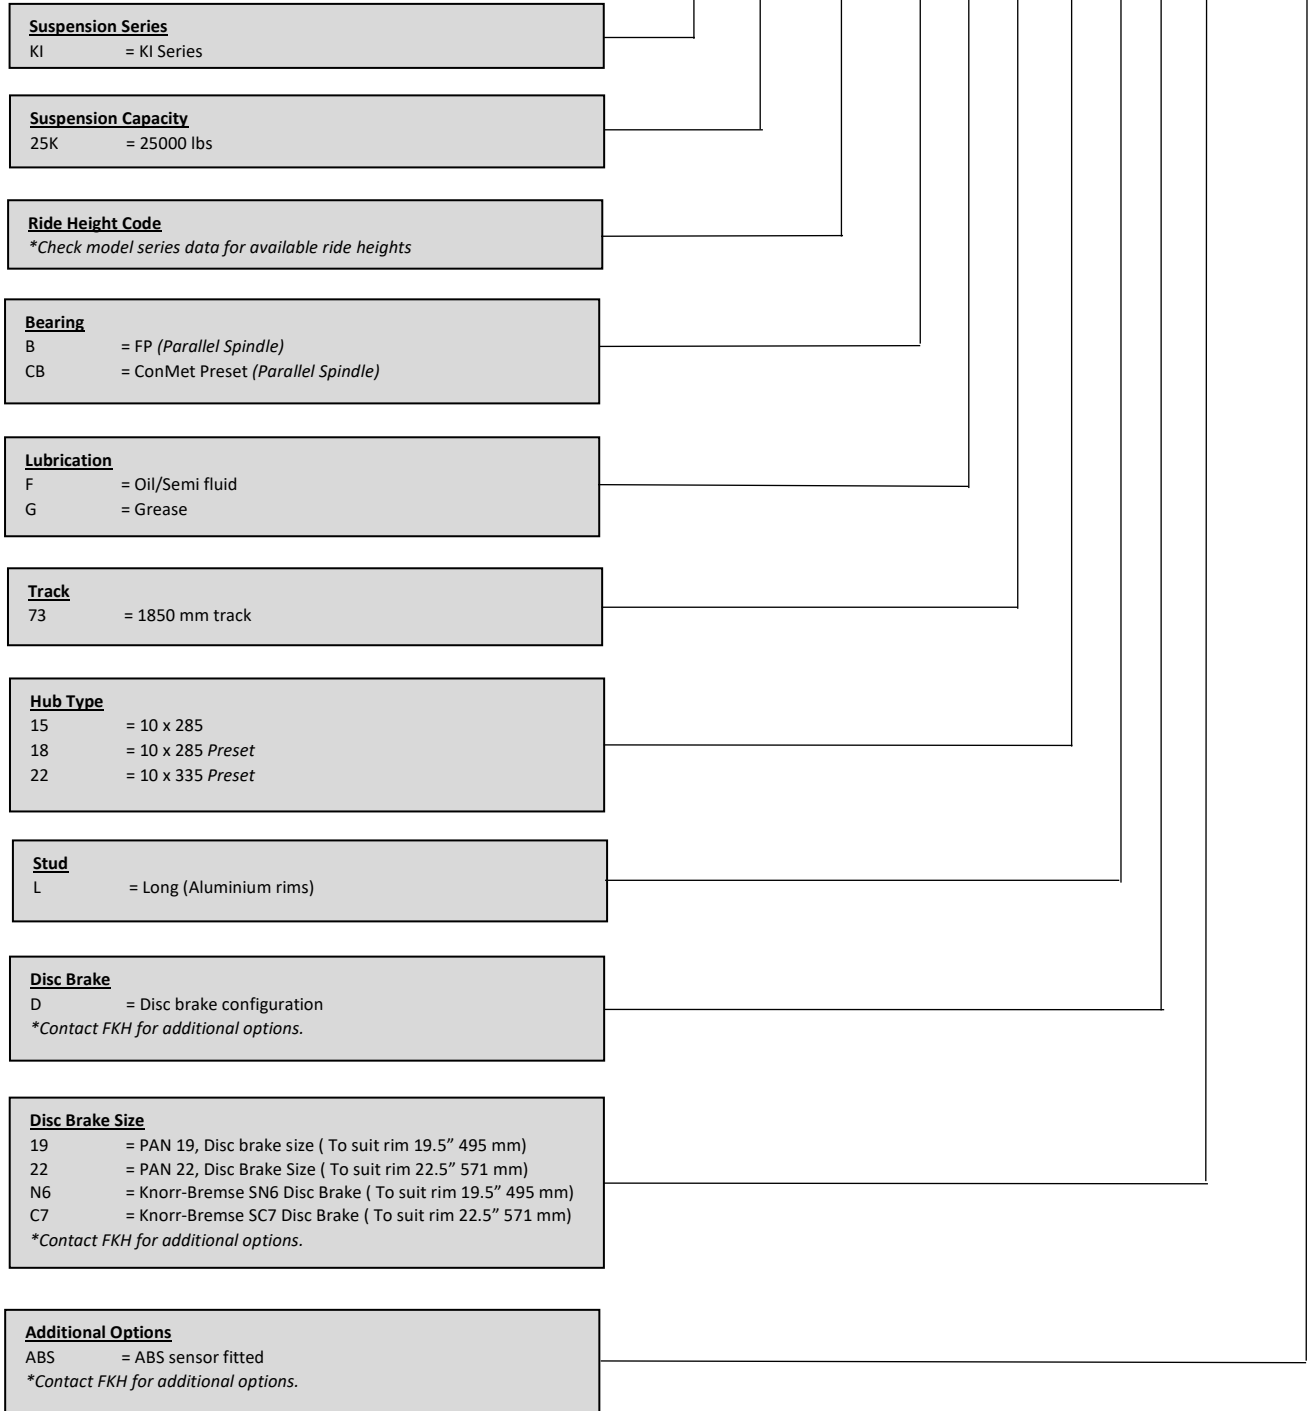 Suspension Series
KI = KI Series
Suspension Capacity
25K = 25000 lbs
Ride Height Code
*Check model series data for available ride heights
Bearing
B = FP (Parallel Spindle)
CB = ConMet Preset (Parallel Spindle)
Lubrication
F = Oil/Semi fluid
G = Grease
Track
73 = 1850 mm track
Hub Type
15 = 10 x 285
18 = 10 x 285 Preset
22 = 10 x 335 Preset
Stud
L = Long (Aluminium rims)
Disc Brake
D = Disc brake configuration
*Contact FKH for additional options.
Disc Brake Size
19 = PAN 19, Disc brake size ( To suit rim 19.5” 495 mm)
22 = PAN 22, Disc Brake Size ( To suit rim 22.5” 571 mm)
N6 = Knorr-Bremse SN6 Disc Brake ( To suit rim 19.5” 495 mm)
C7 = Knorr-Bremse SC7 Disc Brake ( To suit rim 22.5” 571 mm)
*Contact FKH for additional options.
Additional Options
ABS = ABS sensor fitted
*Contact FKH for additional options.